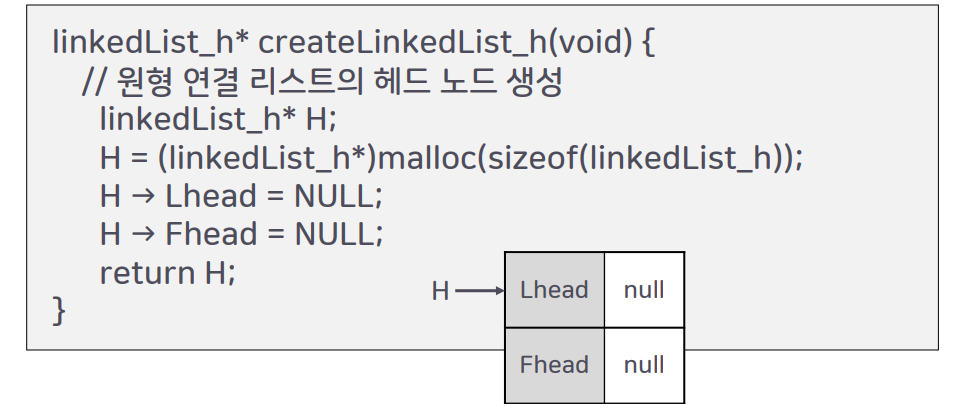 linkedList_h* createLinkedList_h(void) {
// 원형 연결 리스트의 헤드 노드 생성
linkedList_h* H;
H = (linkedList_h*)malloc(sizeof(linkedList_h));
H → Lhead = NULL;
H → Fhead = NULL;
return H;
}
H
Lhead null
Fhead null